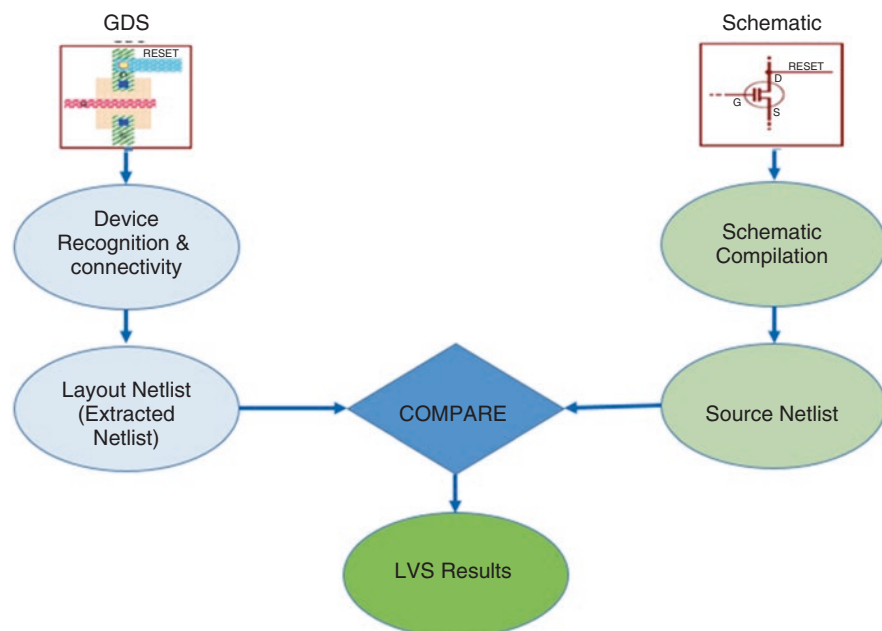 GDS
Schematic
RESET
RESET
D
G
S
Device
Recognition &
connectivity
Schematic
Compilation
Layout Netlist
(Extracted
Netlist)
COMPARE
Source Netlist
LVS Results